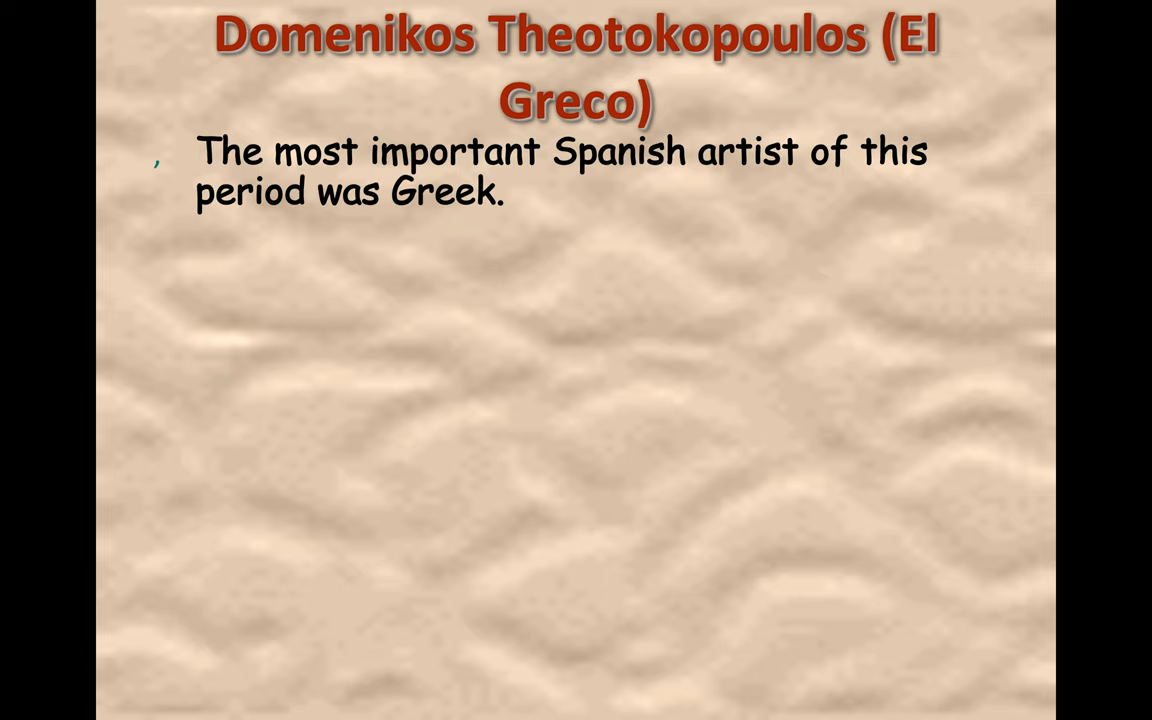 Domenikos Theotokopoulos (El
Greco)
, The most important Spanish artist of this
period was Greek.